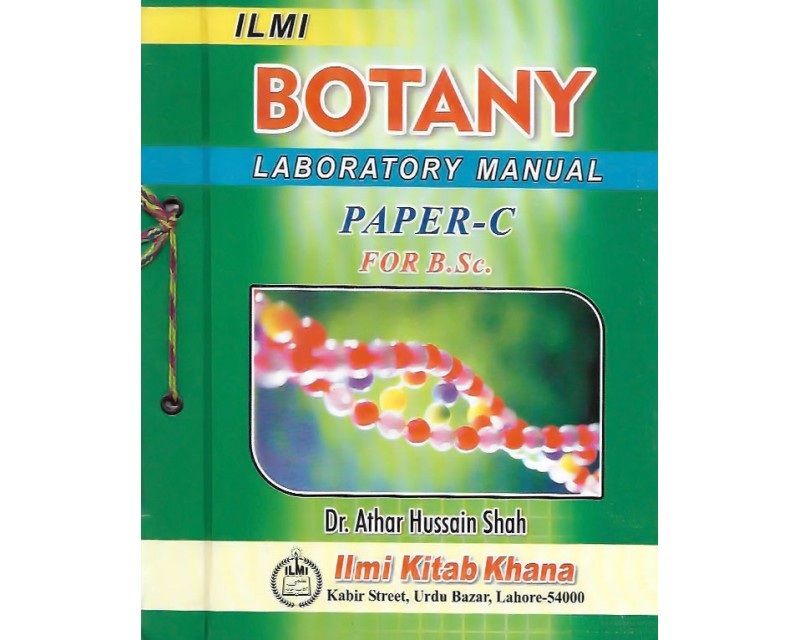 ILMI
BOTANY
LABORATORY MANUAL
PAPER-C
FOR B.Sc.
Dr. Athar Hussain Shah
ILMI
Ilmi Kitab Khana
Kabir Street, Urdu Bazar, Lahore-54000